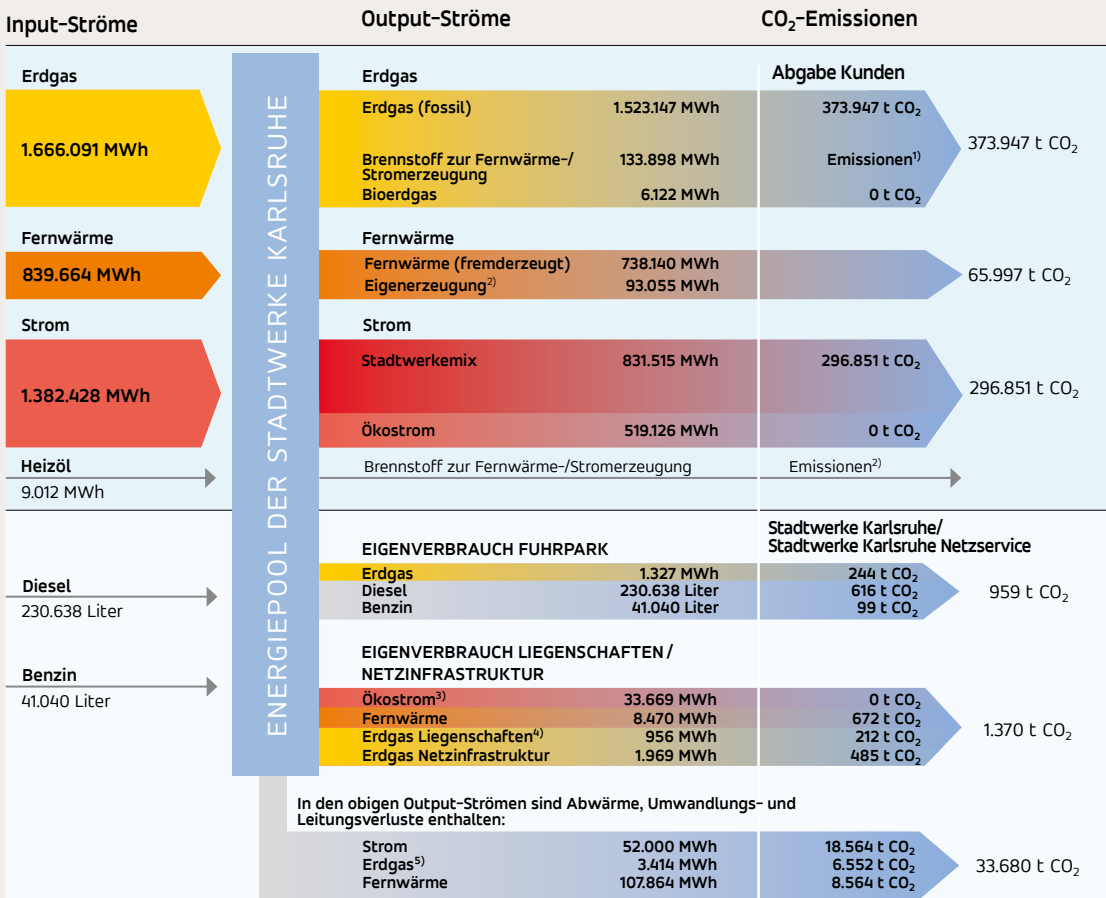 Input-Ströme
Output-Ströme
CO₂-Emissionen
Abgabe Kunden
ENERGIEPOOL DER STADTWERKE KARLSRUHE
Erdgas
1.666.091 MWh
Erdgas
Erdgas (fossil) 1.523.147 MWh 373.947 t CO₂
Brennstoff zur Fernwärme-/ 133.898 MWh Emissionen¹⁾
Stromerzeugung
Bioerdgas 6.122 MWh 0 t CO₂
373.947 t CO₂
Fernwärme
839.664 MWh
Fernwärme
Fernwärme (fremderzeugt) 738.140 MWh
Eigenerzeugung²⁾ 93.055 MWh
65.997 t CO₂
Strom
1.382.428 MWh
Strom
Stadtwerkemix 831.515 MWh 296.851 t CO₂
Ökostrom 519.126 MWh 0 t CO₂
296.851 t CO₂
Heizöl
9.012 MWh
Brennstoff zur Fernwärme-/Stromerzeugung Emissionen²⁾
Stadtwerke Karlsruhe/
Stadtwerke Karlsruhe Netzservice
Diesel
230.638 Liter
EIGENVERBRAUCH FUHRPARK
Erdgas 1.327 MWh 244 t CO₂
Diesel 230.638 Liter 616 t CO₂
Benzin 41.040 Liter 99 t CO₂
959 t CO₂
Benzin
41.040 Liter
EIGENVERBRAUCH LIEGENSCHAFTEN/
NETZINFRASTRUKTUR
Ökostrom³⁾ 33.669 MWh 0 t CO₂
Fernwärme 8.470 MWh 672 t CO₂
Erdgas Liegenschaften⁴⁾ 956 MWh 212 t CO₂
Erdgas Netzinfrastruktur 1.969 MWh 485 t CO₂
1.370 t CO₂
In den obigen Output-Strömen sind Abwärme, Umwandlungs- und
Leitungsverluste enthalten:
Strom 52.000 MWh 18.564 t CO₂
Erdgas⁵⁾ 3.414 MWh 6.552 t CO₂
Fernwärme 107.864 MWh 8.564 t CO₂
33.680 t CO₂